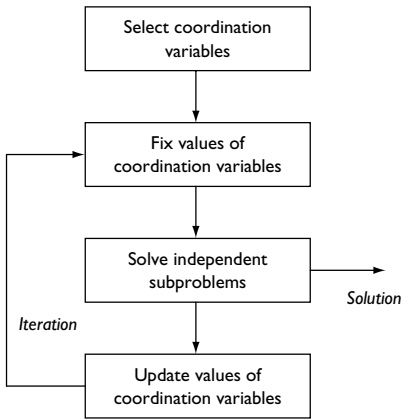 Select coordination
variables
Fix values of
coordination variables
Solve independent
subproblems
Solution
Iteration
Update values of
coordination variables